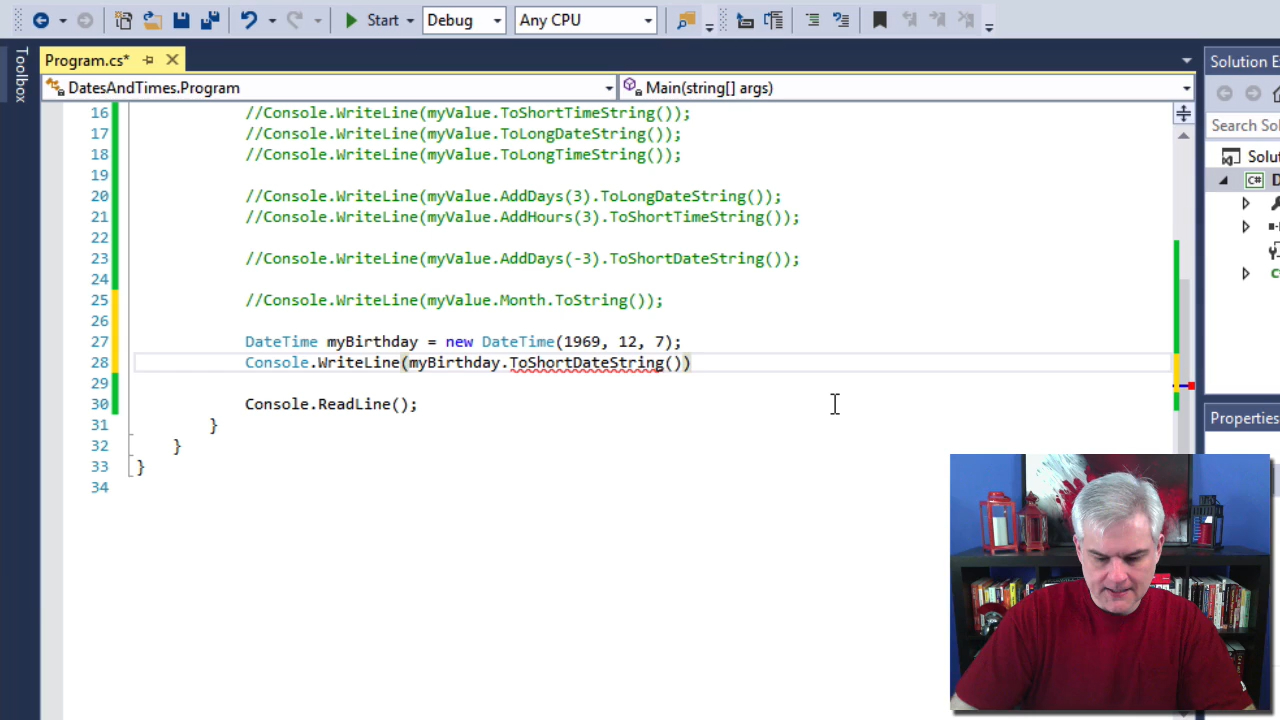 Start Debug Any CPU
Toolbox
Program.cs*
DatesAndTimes.Program
Main(string[] args)
16 //Console.WriteLine(myValue.ToShortTimeString());
17 //Console.WriteLine(myValue.ToLongDateString());
18 //Console.WriteLine(myValue.ToLongTimeString());
19
20 //Console.WriteLine(myValue.AddDays(3).ToLongDateString());
21 //Console.WriteLine(myValue.AddHours(3).ToShortTimeString());
22
23 //Console.WriteLine(myValue.AddDays(-3).ToShortDateString());
24
25 //Console.WriteLine(myValue.Month.ToString());
26
27 DateTime myBirthday = new DateTime(1969, 12, 7);
28 Console.WriteLine(myBirthday.ToShortDateString())
29
30 Console.ReadLine();
31 }
32 }
33 }
34
Solution E
Search So
Solu
C# D
Properties